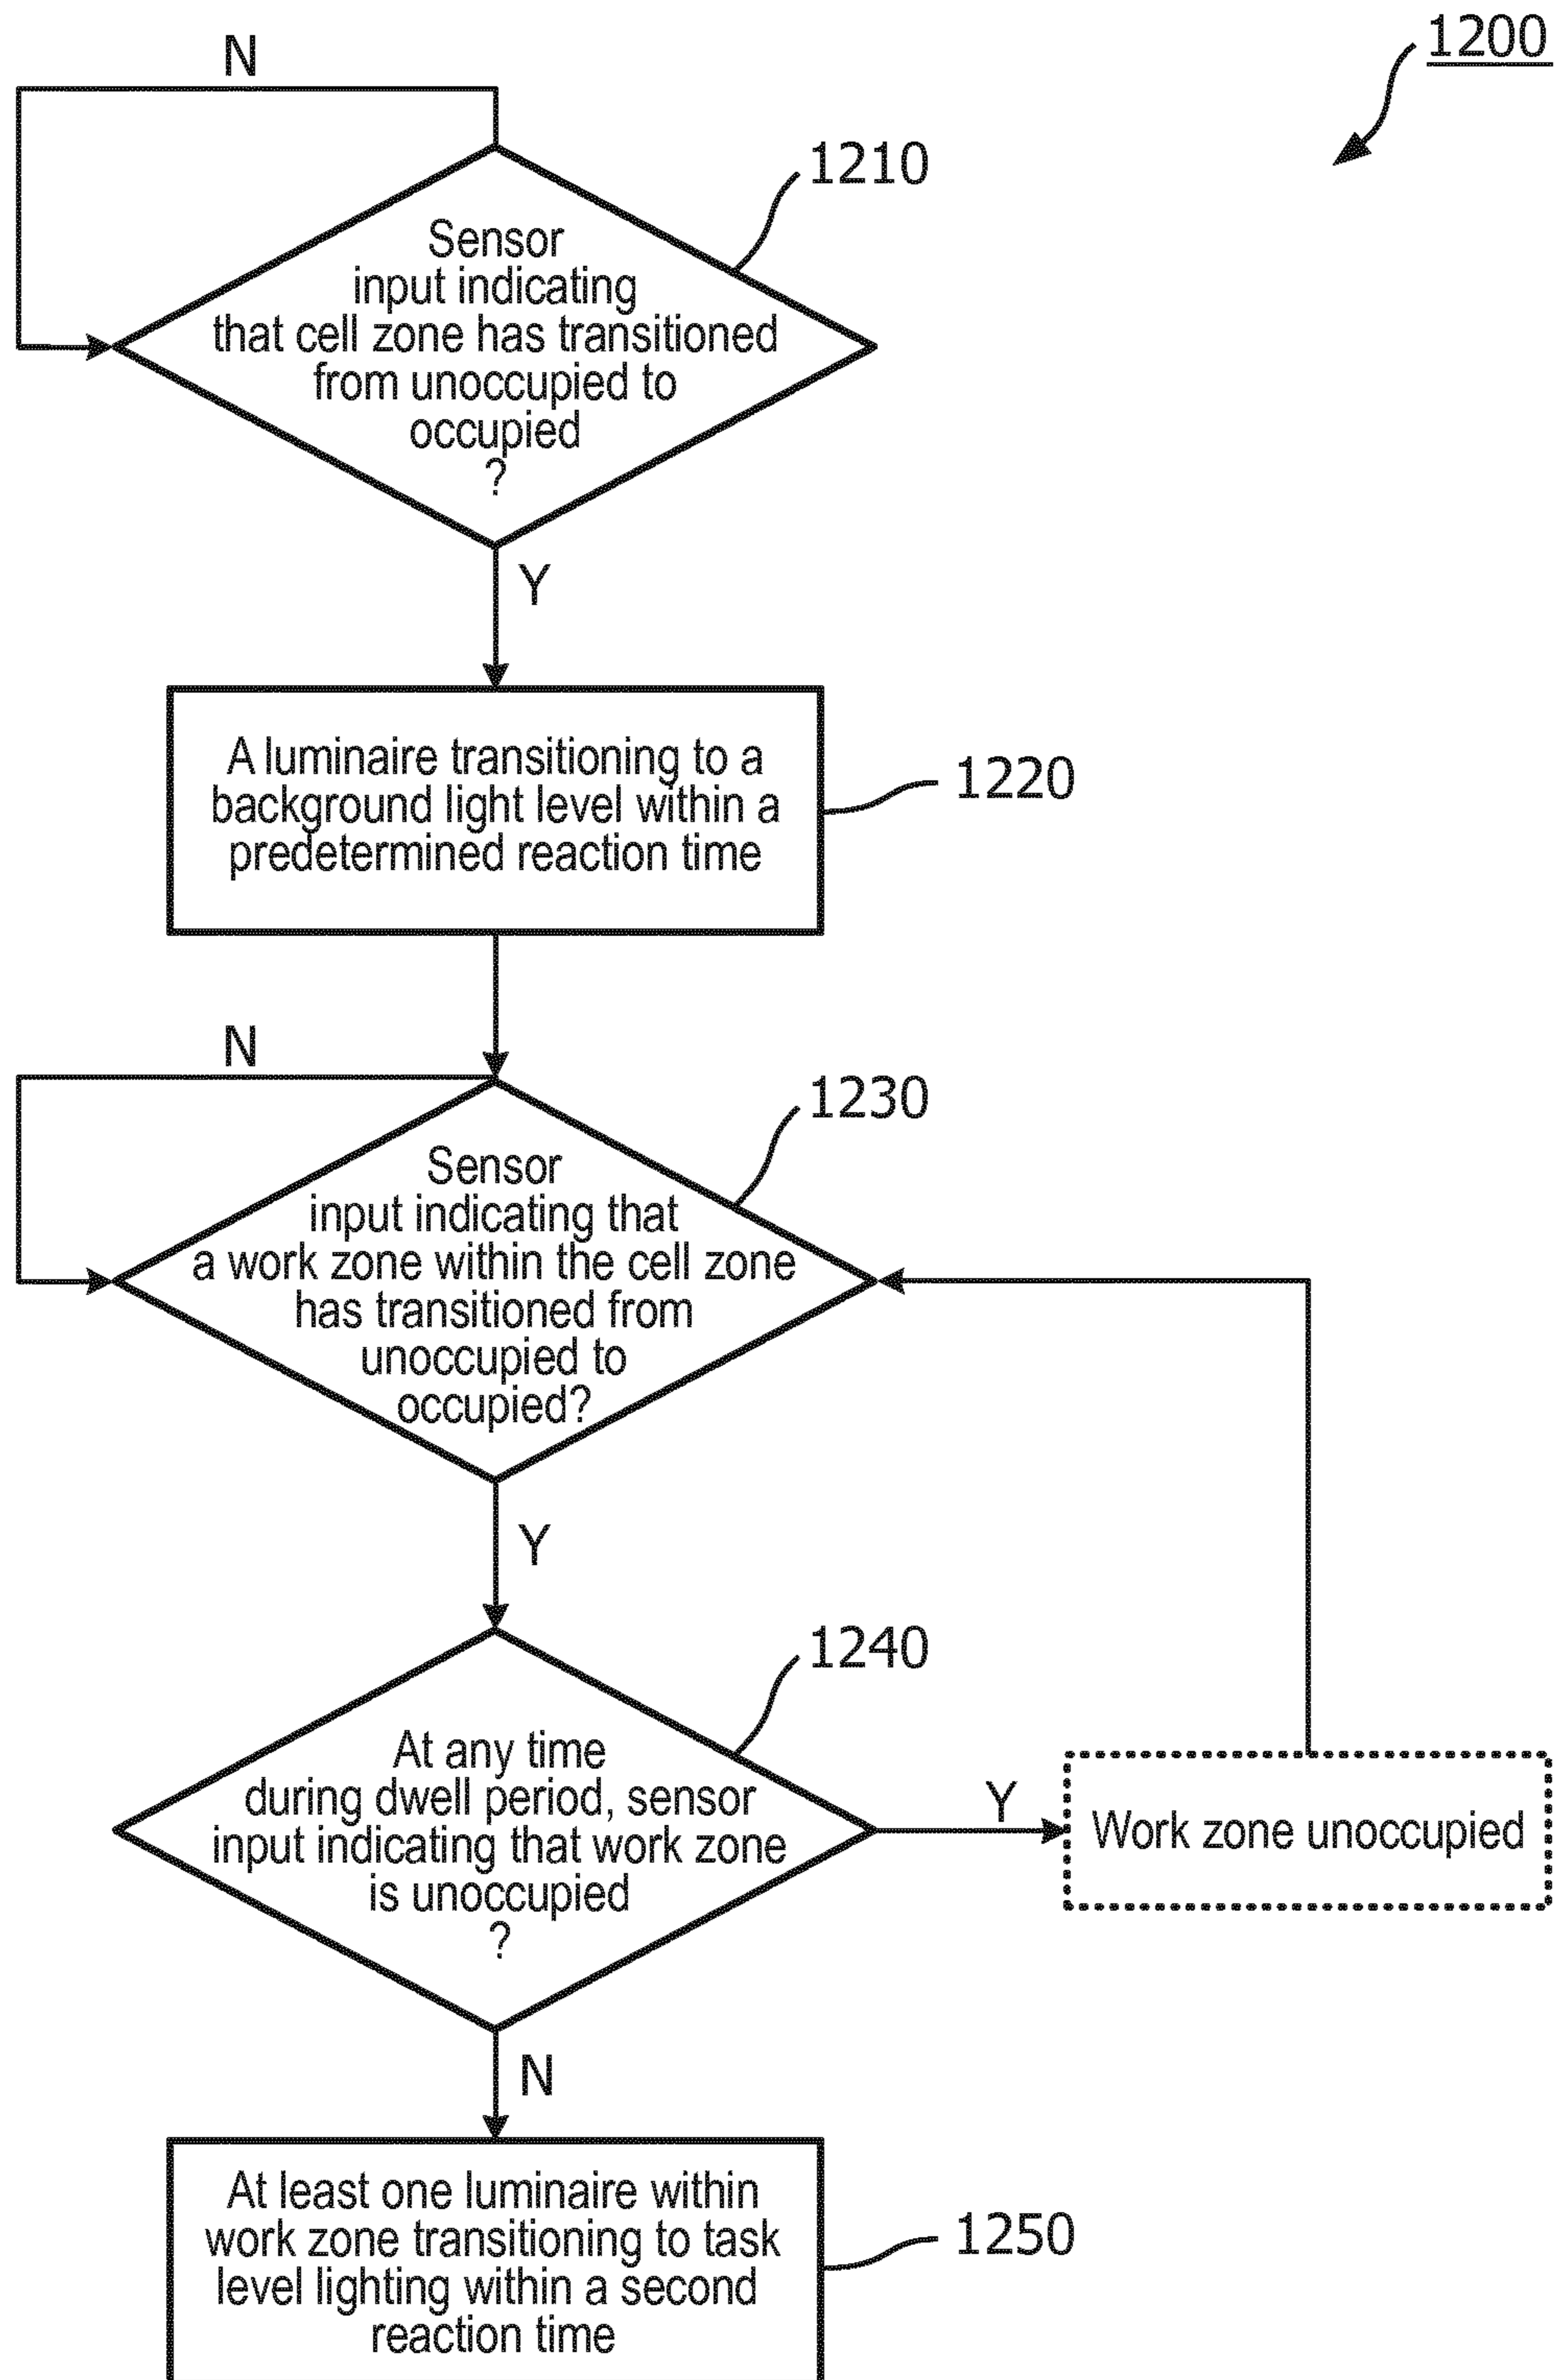 1200
N
1210
Sensor
input indicating
that cell zone has transitioned
from unoccupied to
occupied
?
Y
A luminaire transitioning to a
background light level within a
predetermined reaction time
1220
N
1230
Sensor
input indicating that
a work zone within the cell zone
has transitioned from
unoccupied to
occupied?
Y
1240
At any time
during dwell period, sensor
input indicating that work zone
is unoccupied
?
Y
Work zone unoccupied
N
At least one luminaire within
work zone transitioning to task
level lighting within a second
reaction time
1250